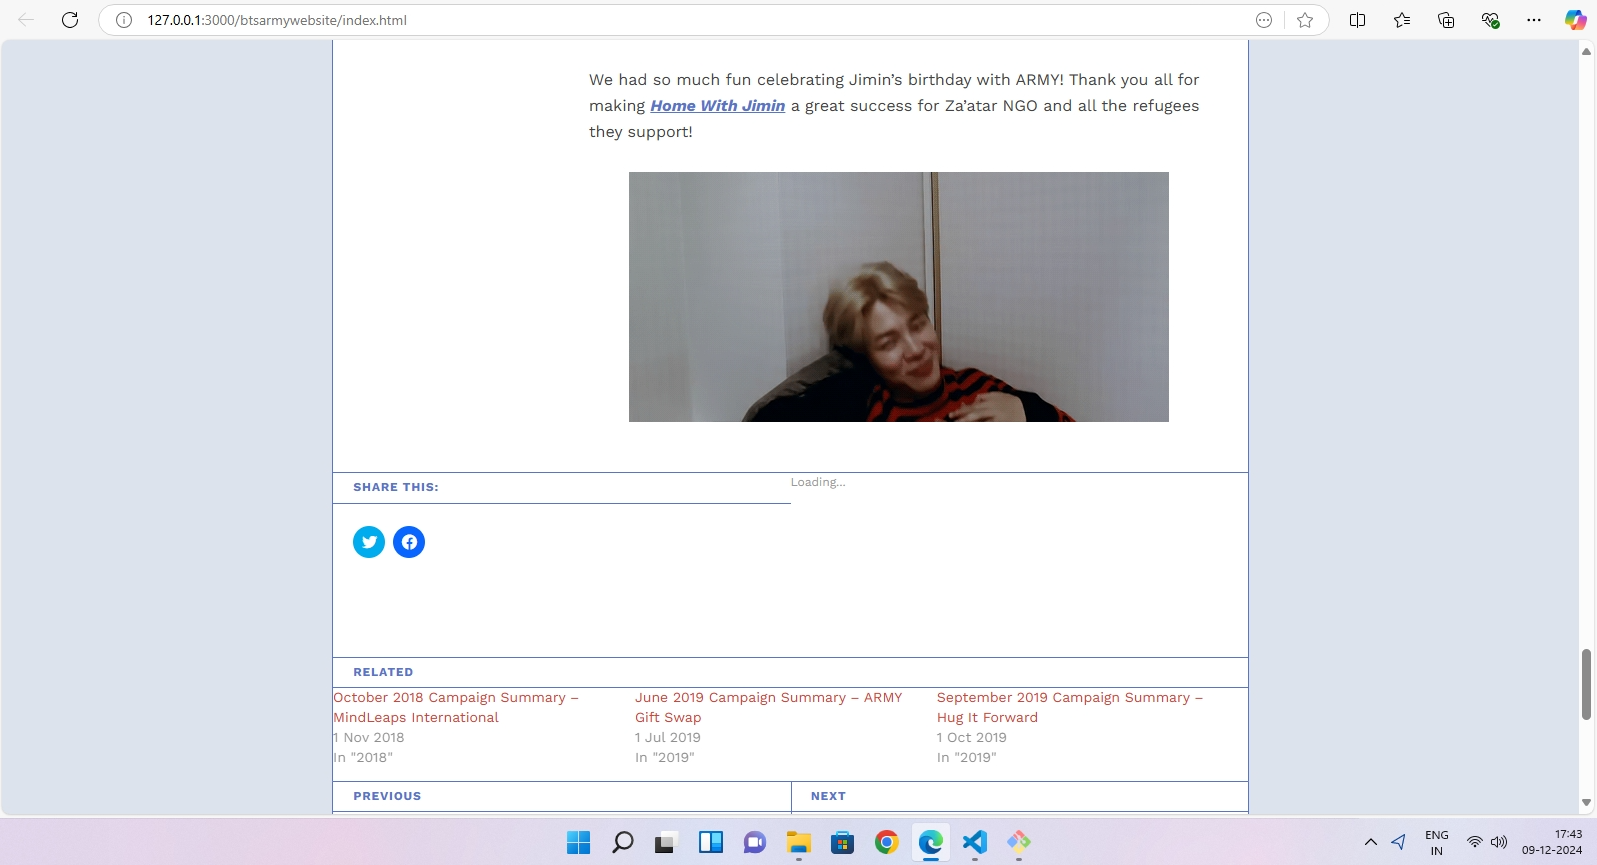 127.0.0.1:3000/btsarmywebsite/index.html
We had so much fun celebrating Jimin’s birthday with ARMY! Thank you all for
making Home With Jimin a great success for Za’atar NGO and all the refugees
they support!
SHARE THIS:
Loading...
RELATED
October 2018 Campaign Summary –
MindLeaps International
1 Nov 2018
In "2018"
June 2019 Campaign Summary – ARMY
Gift Swap
1 Jul 2019
In "2019"
September 2019 Campaign Summary –
Hug It Forward
1 Oct 2019
In "2019"
PREVIOUS
NEXT
ENG
IN
17:43
09-12-2024